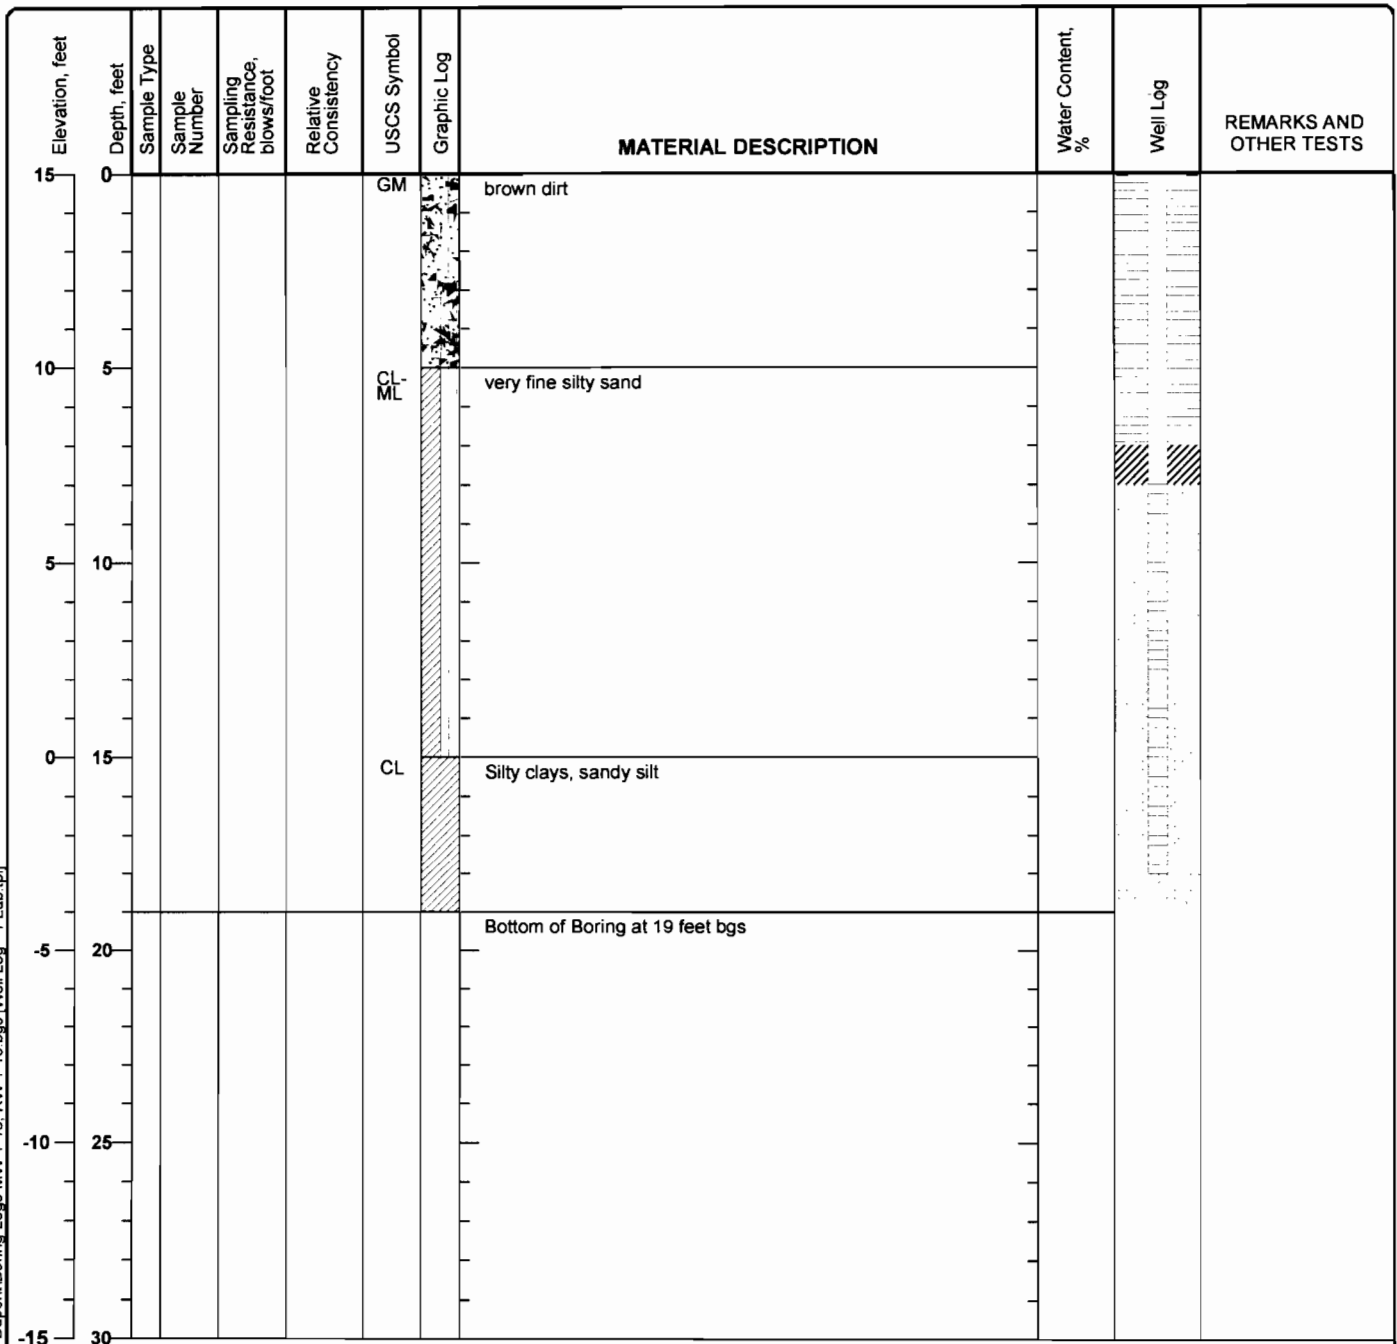 Elevation, feet
Depth, feet
Sample Type
Sample
Number
Sampling
Resistance,
blows/foot
Relative
Consistency
USCS Symbol
Graphic Log
MATERIAL DESCRIPTION
Water Content,
%
Well Log
REMARKS AND
OTHER TESTS
15 0
GM brown dirt
10 5
CL-
ML
very fine silty sand
5 10
0 15
CL Silty clays, sandy silt
Bottom of Boring at 19 feet bgs
-5 20
-10 25
-15 30